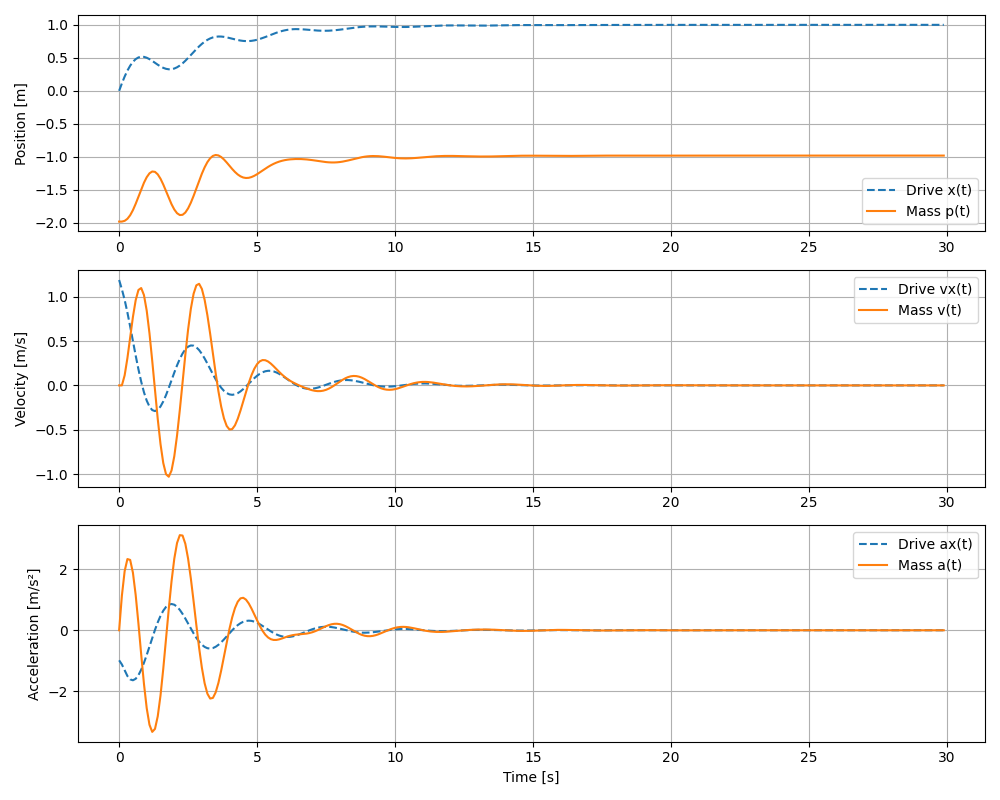 1.0
0.5
0.0
−0.5
−1.0
−1.5
−2.0
Position [m]
Drive x(t)
Mass p(t)
0 5 10 15 20 25 30
1.0
0.5
0.0
−0.5
−1.0
Velocity [m/s]
Drive vx(t)
Mass v(t)
0 5 10 15 20 25 30
2
0
−2
Acceleration [m/s²]
Drive ax(t)
Mass a(t)
0 5 10 15 20 25 30
Time [s]